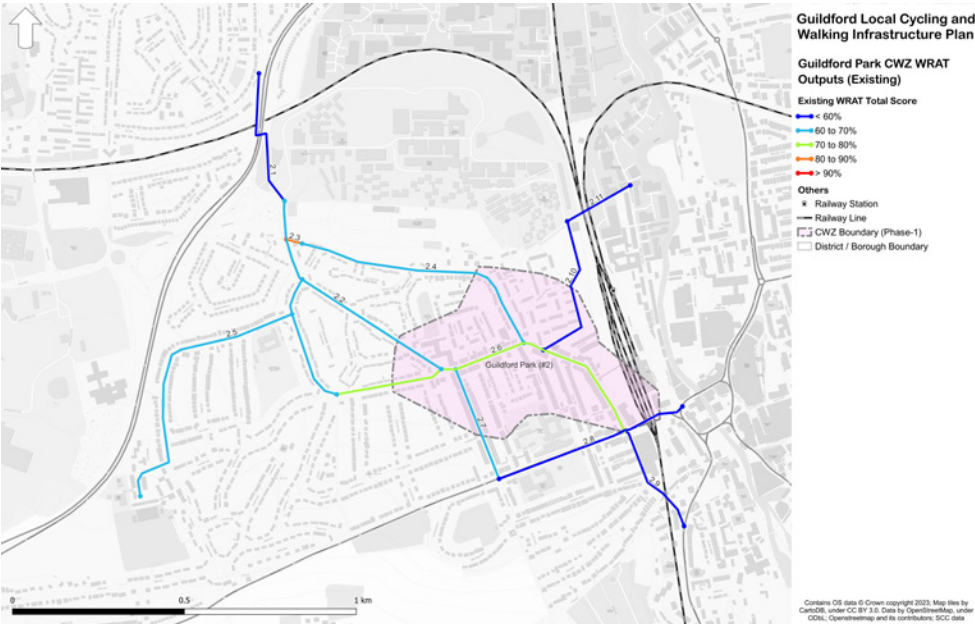 Guildford Local Cycling and
Walking Infrastructure Plan
Guildford Park CWZ WRAT
Outputs (Existing)
Existing WRAT Total Score
< 60%
60 to 70%
70 to 80%
80 to 90%
> 90%
Others
Railway Station
Railway Line
CWZ Boundary (Phase-1)
District / Borough Boundary
2.1
2.11
2.3
2.4
2.10
2.2
2.5
2.6
Guildford Park (#2)
2.7
2.8
2.9
0 0.5 1 km
Contains OS data © Crown copyright 2023; Map tiles by
CartoDB, under CC BY 3.0. Data by OpenStreetMap, under
ODbL; Openstreetmap and its contributors; SCC data